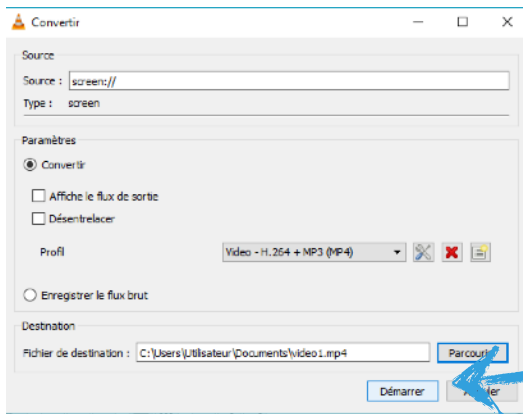 Convertir
Source
Source : screen://
Type : screen
Paramètres
Convertir
Affiche le flux de sortie
Désentrelacer
Profil Video - H.264 + MP3 (MP4)
Enregistrer le flux brut
Destination
Fichier de destination : C:\Users\Utilisateur\Documents\video1.mp4 Parcourir
Démarrer